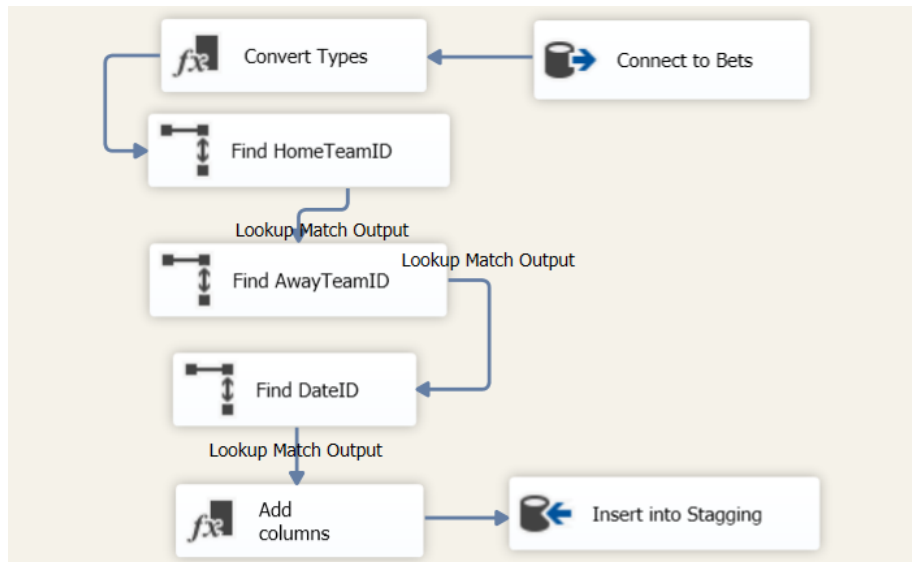 Convert Types
Connect to Bets
Find HomeTeamID
Lookup Match Output
Find AwayTeamID
Lookup Match Output
Find DateID
Lookup Match Output
Add
columns
Insert into Stagging